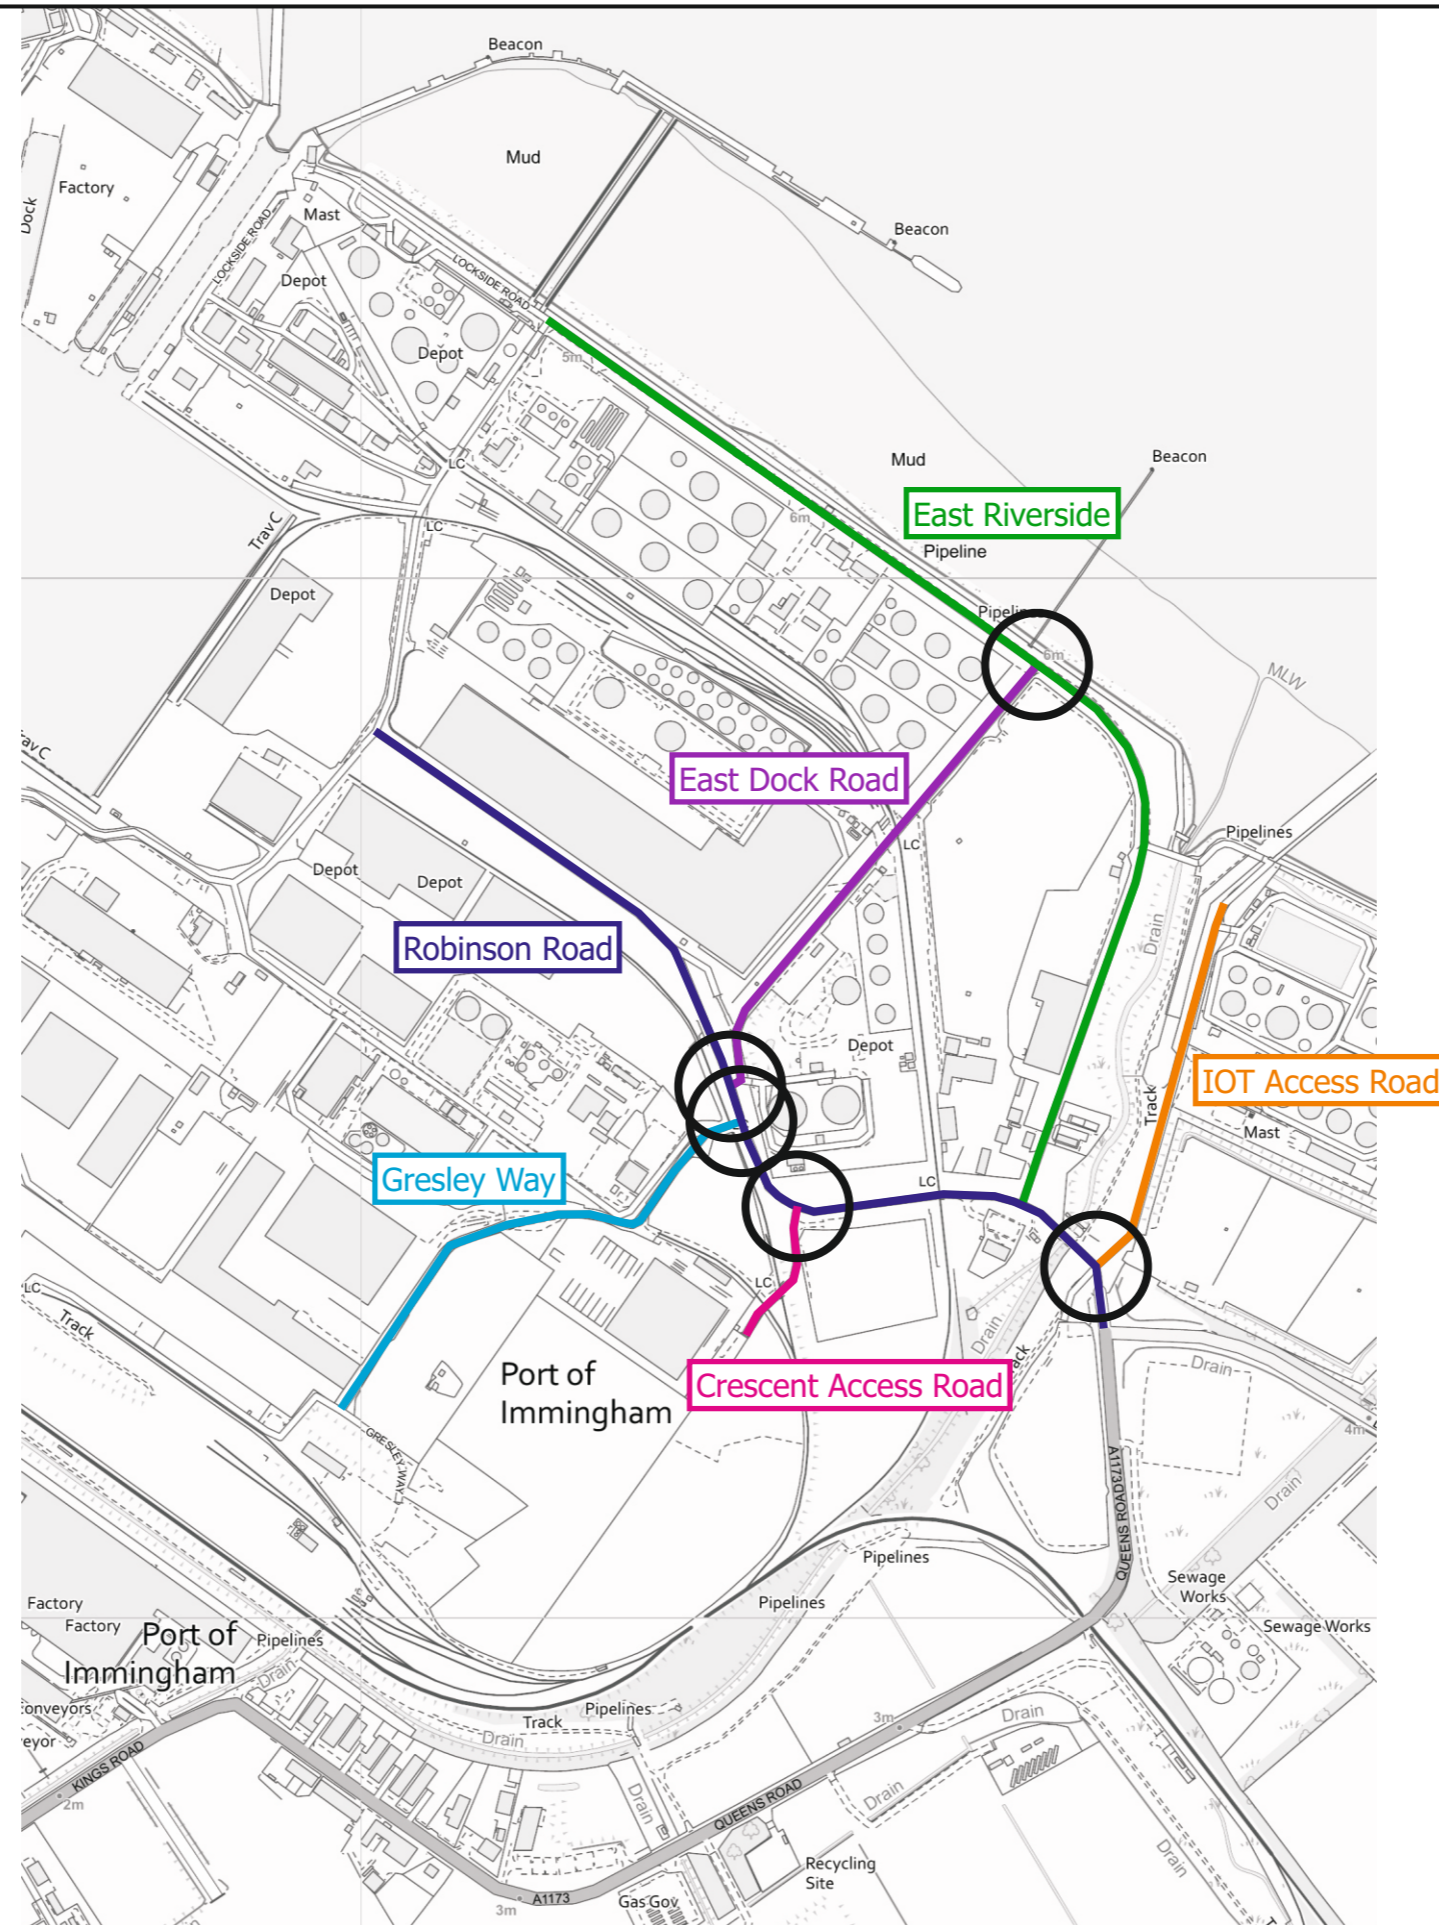 Beacon
Mud
Factory
Dock
Mast
LOCKSIDE ROAD
Beacon
LOCKSIDE ROAD
Depot
Depot
5m
Mud
Beacon
LC
East Riverside
6m
LC
Trav C
Pipeline
Depot
6m
MLW
East Dock Road
Pipelines
LC
Depot
Depot
Robinson Road
Drain
Depot
IOT Access Road
Track
Mast
Gresley Way
LC
LC
LC
Track
Drain
Port of
Immingham
Crescent Access Road
Drain
4m
GRESLEY WAY
A1173
QUEENS ROAD
Drain
Pipelines
Sewage
Works
Pipelines
Factory
Factory
Port of
Immingham
Pipelines
Sewage Works
Drain
Pipelines
Track
Drain
3m
Drain
KINGS ROAD
2m
QUEENS ROAD
Drain
Drain
Drain
Recycling
Site
A1173
3m
Gas Gov